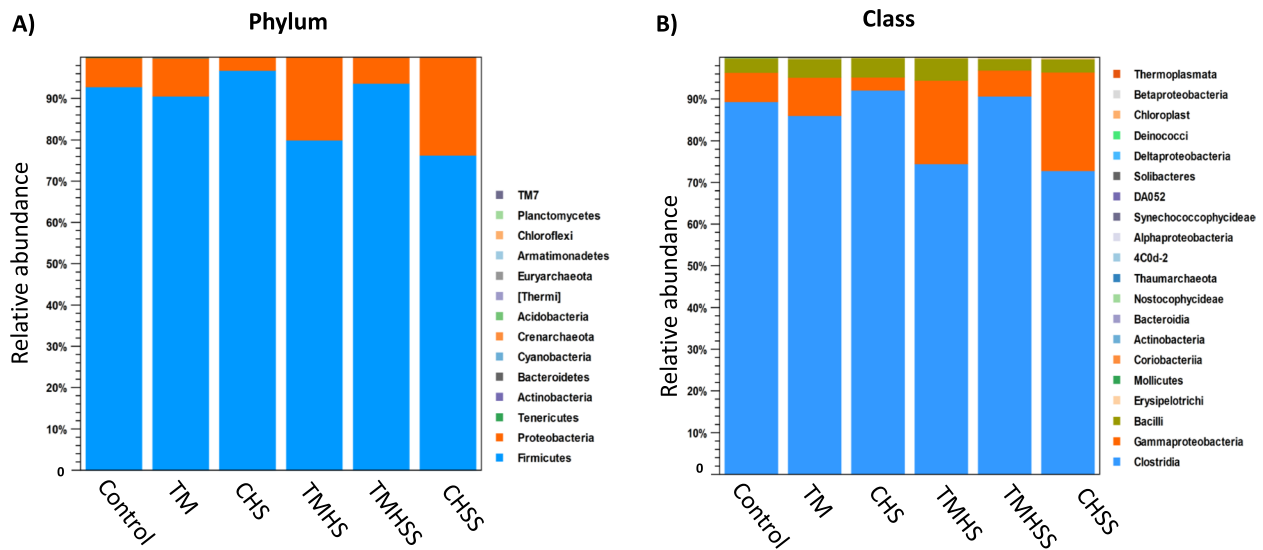 A)
Phylum
Relative abundance
90%
80%
70%
60%
50%
40%
30%
20%
10%
0
Control
TM
CHS
TMHS
TMHSS
CHSS
TM7
Planctomycetes
Chloroflexi
Armatimonadetes
Euryarchaeota
[Thermi]
Acidobacteria
Crenarchaeota
Cyanobacteria
Bacteroidetes
Actinobacteria
Tenericutes
Proteobacteria
Firmicutes
B)
Class
Relative abundance
90%
80%
70%
60%
50%
40%
30%
20%
10%
0
Control
TM
CHS
TMHS
TMHSS
CHSS
Thermoplasmata
Betaproteobacteria
Chloroplast
Deinococci
Deltaproteobacteria
Solibacteres
DA052
Synechococcophycideae
Alphaproteobacteria
4C0d-2
Thaumarchaeota
Nostocophycideae
Bacteroidia
Actinobacteria
Coriobacteriia
Mollicutes
Erysipelotrichi
Bacilli
Gammaproteobacteria
Clostridia